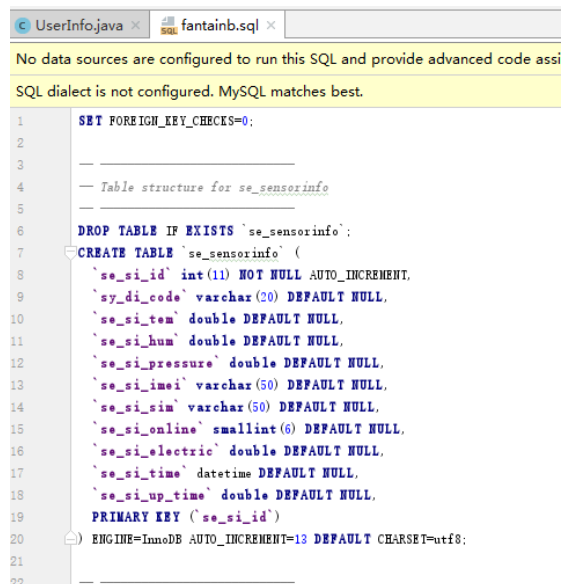 UserInfo.java × fantainb.sql ×
No data sources are configured to run this SQL and provide advanced code assi
SQL dialect is not configured. MySQL matches best.
1 SET FOREIGN_KEY_CHECKS=0;
2
3 -- ----------------------------
4 -- Table structure for se_sensorinfo
5 -- ----------------------------
6 DROP TABLE IF EXISTS `se_sensorinfo`;
7 CREATE TABLE `se_sensorinfo` (
8 `se_si_id` int(11) NOT NULL AUTO_INCREMENT,
9 `sy_di_code` varchar(20) DEFAULT NULL,
10 `se_si_tem` double DEFAULT NULL,
11 `se_si_hum` double DEFAULT NULL,
12 `se_si_pressure` double DEFAULT NULL,
13 `se_si_imei` varchar(50) DEFAULT NULL,
14 `se_si_sim` varchar(50) DEFAULT NULL,
15 `se_si_online` smallint(6) DEFAULT NULL,
16 `se_si_electric` double DEFAULT NULL,
17 `se_si_time` datetime DEFAULT NULL,
18 `se_si_up_time` double DEFAULT NULL,
19 PRIMARY KEY (`se_si_id`)
20 ) ENGINE=InnoDB AUTO_INCREMENT=13 DEFAULT CHARSET=utf8;
21
22 -- ----------------------------